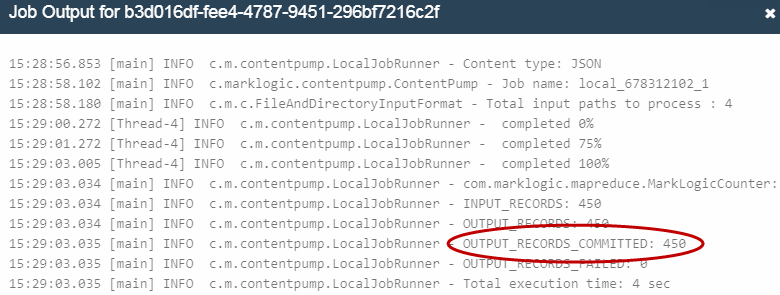 Job Output for b3d016df-fee4-4787-9451-296bf7216c2f ×
15:28:56.853 [main] INFO c.m.contentpump.LocalJobRunner - Content type: JSON
15:28:58.102 [main] INFO c.marklogic.contentpump.ContentPump - Job name: local_678312102_1
15:28:58.180 [main] INFO c.m.c.FileAndDirectoryInputFormat - Total input paths to process : 4
15:29:00.272 [Thread-4] INFO c.m.contentpump.LocalJobRunner - completed 0%
15:29:01.272 [Thread-4] INFO c.m.contentpump.LocalJobRunner - completed 75%
15:29:03.005 [Thread-4] INFO c.m.contentpump.LocalJobRunner - completed 100%
15:29:03.034 [main] INFO c.m.contentpump.LocalJobRunner - com.marklogic.mapreduce.MarkLogicCounter:
15:29:03.034 [main] INFO c.m.contentpump.LocalJobRunner - INPUT_RECORDS: 450
15:29:03.034 [main] INFO c.m.contentpump.LocalJobRunner - OUTPUT_RECORDS: 450
15:29:03.035 [main] INFO c.m.contentpump.LocalJobRunner - OUTPUT_RECORDS_COMMITTED: 450
15:29:03.035 [main] INFO c.m.contentpump.LocalJobRunner - OUTPUT_RECORDS_FAILED: 0
15:29:03.035 [main] INFO c.m.contentpump.LocalJobRunner - Total execution time: 4 sec